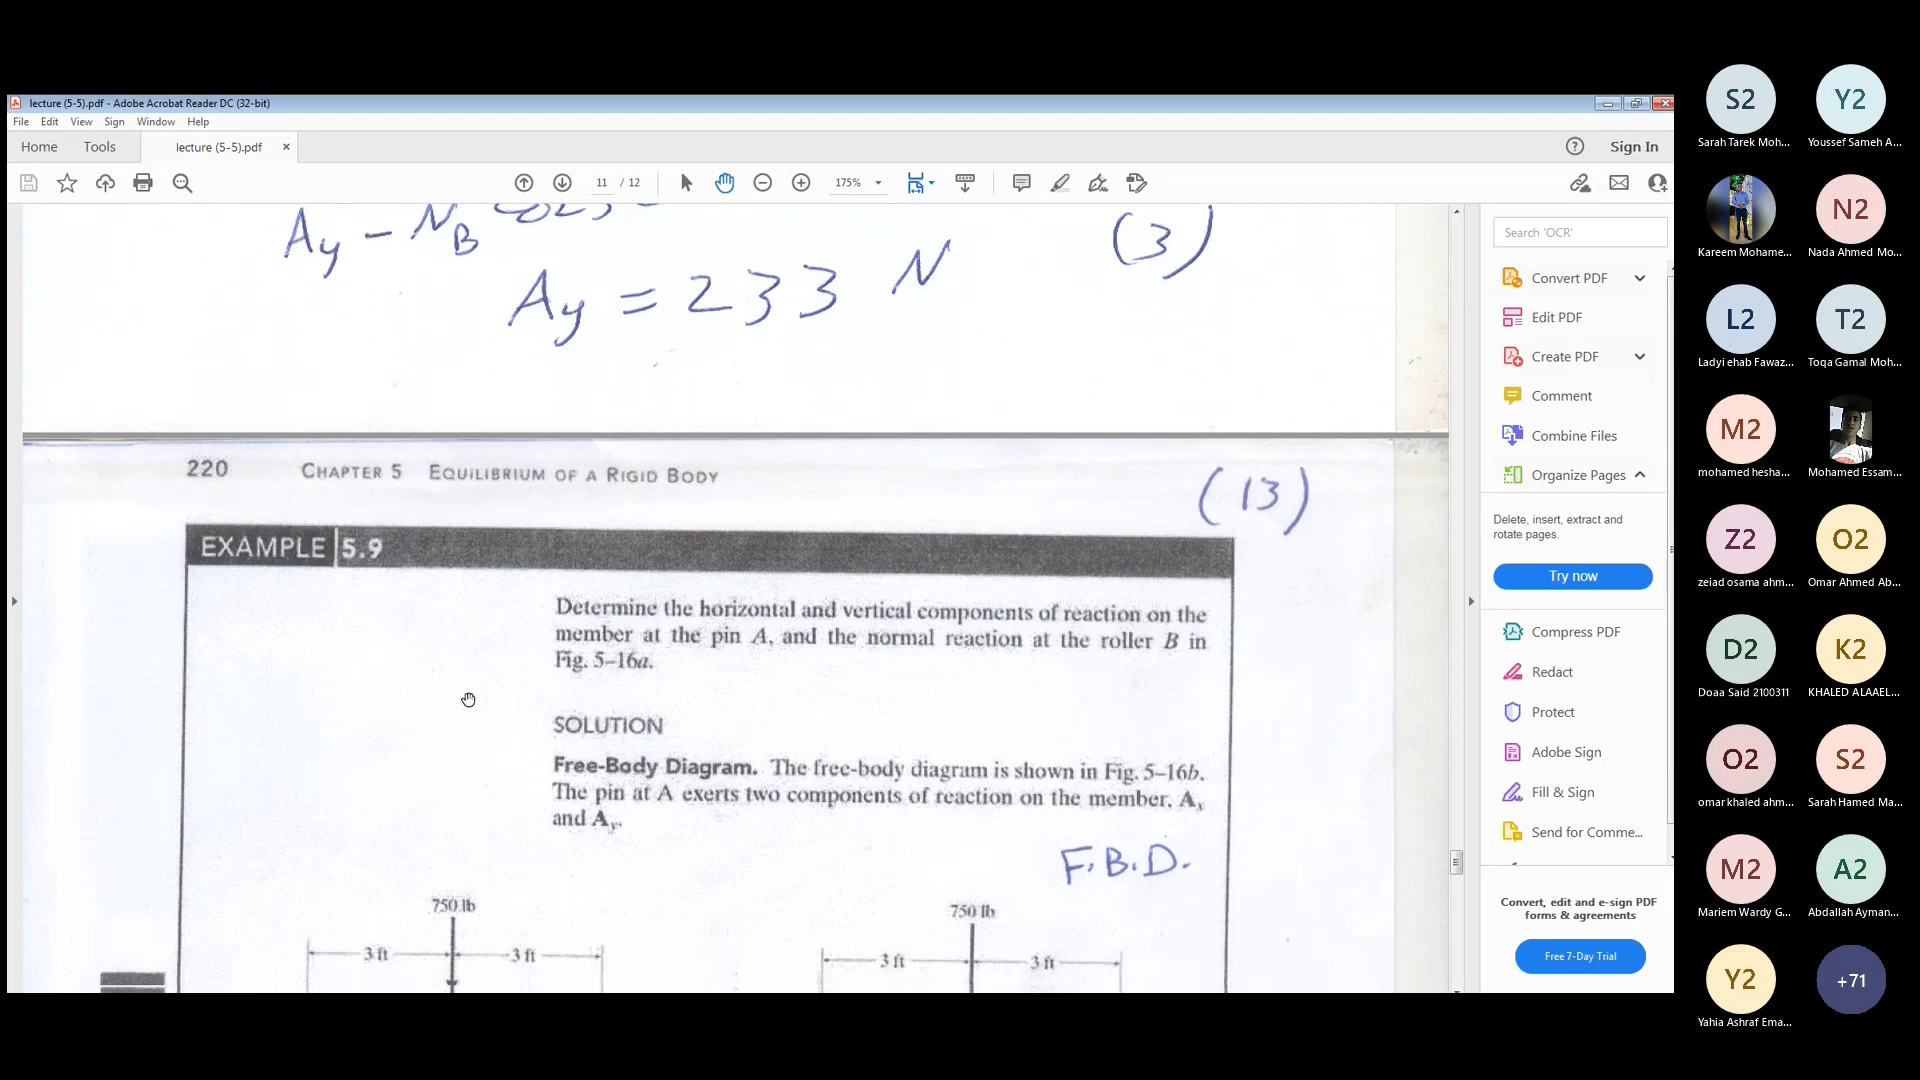 lecture (5-5).pdf - Adobe Acrobat Reader DC (32-bit)
File Edit View Sign Window Help
Home Tools lecture (5-5).pdf × Sign In
11 / 12 175%
Ay - NB
(3)
Ay = 233 N
220 CHAPTER 5 EQUILIBRIUM OF A RIGID BODY
(13)
EXAMPLE 5.9
Determine the horizontal and vertical components of reaction on the
member at the pin A, and the normal reaction at the roller B in
Fig. 5–16a.
SOLUTION
Free-Body Diagram. The free-body diagram is shown in Fig. 5–16b.
The pin at A exerts two components of reaction on the member, Ax
and Ay.
F.B.D.
750 lb
3 ft 3 ft
750 lb
3 ft 3 ft
Search 'OCR'
Convert PDF
Edit PDF
Create PDF
Comment
Combine Files
Organize Pages
Delete, insert, extract and
rotate pages.
Try now
Compress PDF
Redact
Protect
Adobe Sign
Fill & Sign
Send for Comme...
Convert, edit and e-sign PDF
forms & agreements
Free 7-Day Trial
S2 Y2
Sarah Tarek Moh... Youssef Sameh A...
N2
Kareem Mohame... Nada Ahmed Mo...
L2 T2
Ladyi ehab Fawaz... Toqa Gamal Moh...
M2
mohamed hesha... Mohamed Essam...
Z2 O2
zeiad osama ahm... Omar Ahmed Ab...
D2 K2
Doaa Said 2100311 KHALED ALAAEL...
O2 S2
omar khaled ahm... Sarah Hamed Ma...
M2 A2
Mariem Wardy G... Abdallah Ayman...
Y2 +71
Yahia Ashraf Ema...